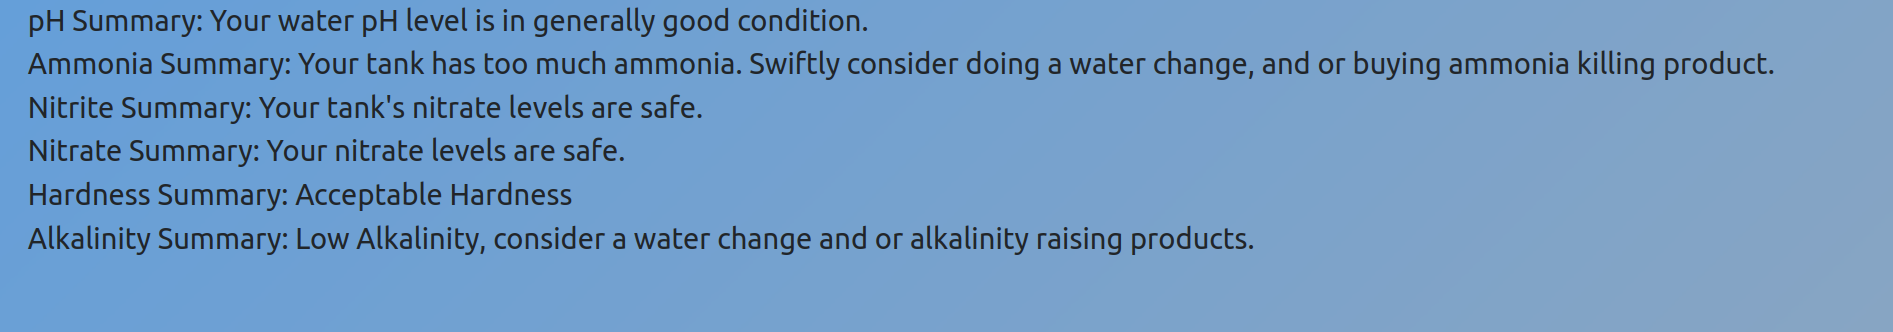 pH Summary: Your water pH level is in generally good condition.
Ammonia Summary: Your tank has too much ammonia. Swiftly consider doing a water change, and or buying ammonia killing product.
Nitrite Summary: Your tank's nitrate levels are safe.
Nitrate Summary: Your nitrate levels are safe.
Hardness Summary: Acceptable Hardness
Alkalinity Summary: Low Alkalinity, consider a water change and or alkalinity raising products.